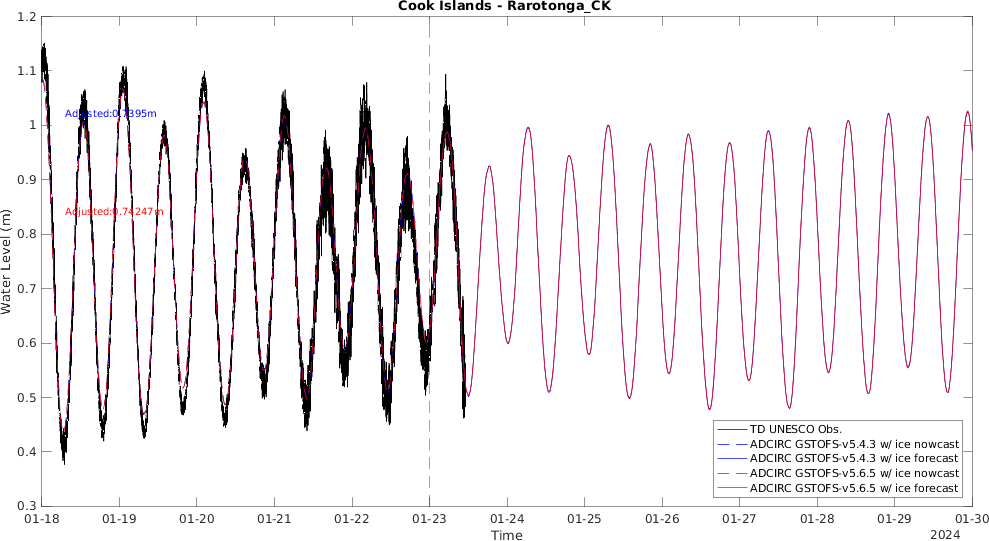 Cook Islands - Rarotonga_CK
1.2
1.1
1
0.9
0.8
0.7
0.6
0.5
0.4
0.3
Water Level (m)
Adjusted:0.7395m
Adjusted:0.74247m
TD UNESCO Obs.
ADCIRC GSTOFS-v5.4.3 w/ ice nowcast
ADCIRC GSTOFS-v5.4.3 w/ ice forecast
ADCIRC GSTOFS-v5.6.5 w/ ice nowcast
ADCIRC GSTOFS-v5.6.5 w/ ice forecast
01-18 01-19 01-20 01-21 01-22 01-23 01-24 01-25 01-26 01-27 01-28 01-29 01-30
Time
2024